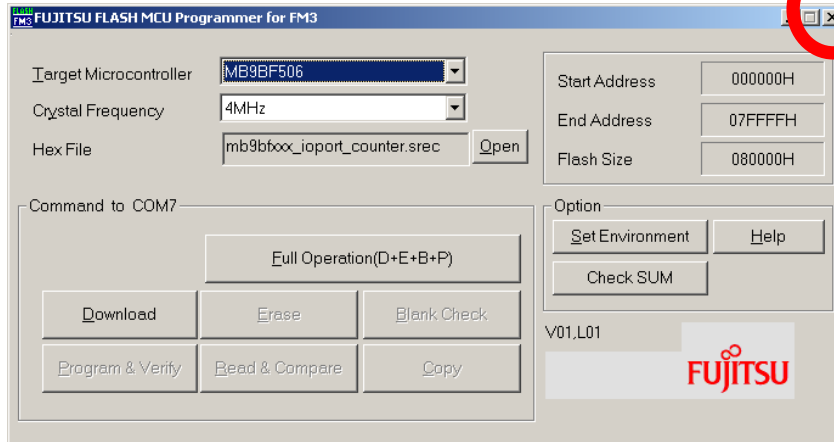 FLASH FM3 FUJITSU FLASH MCU Programmer for FM3
Target Microcontroller MB9BF506
Crystal Frequency 4MHz
Hex File mb9bfxxx_ioport_counter.srec Open
Start Address 000000H
End Address 07FFFFH
Flash Size 080000H
Command to COM7
Full Operation(D+E+B+P)
Download Erase Blank Check
Program & Verify Read & Compare Copy
Option
Set Environment Help
Check SUM
V01,L01
FUJITSU